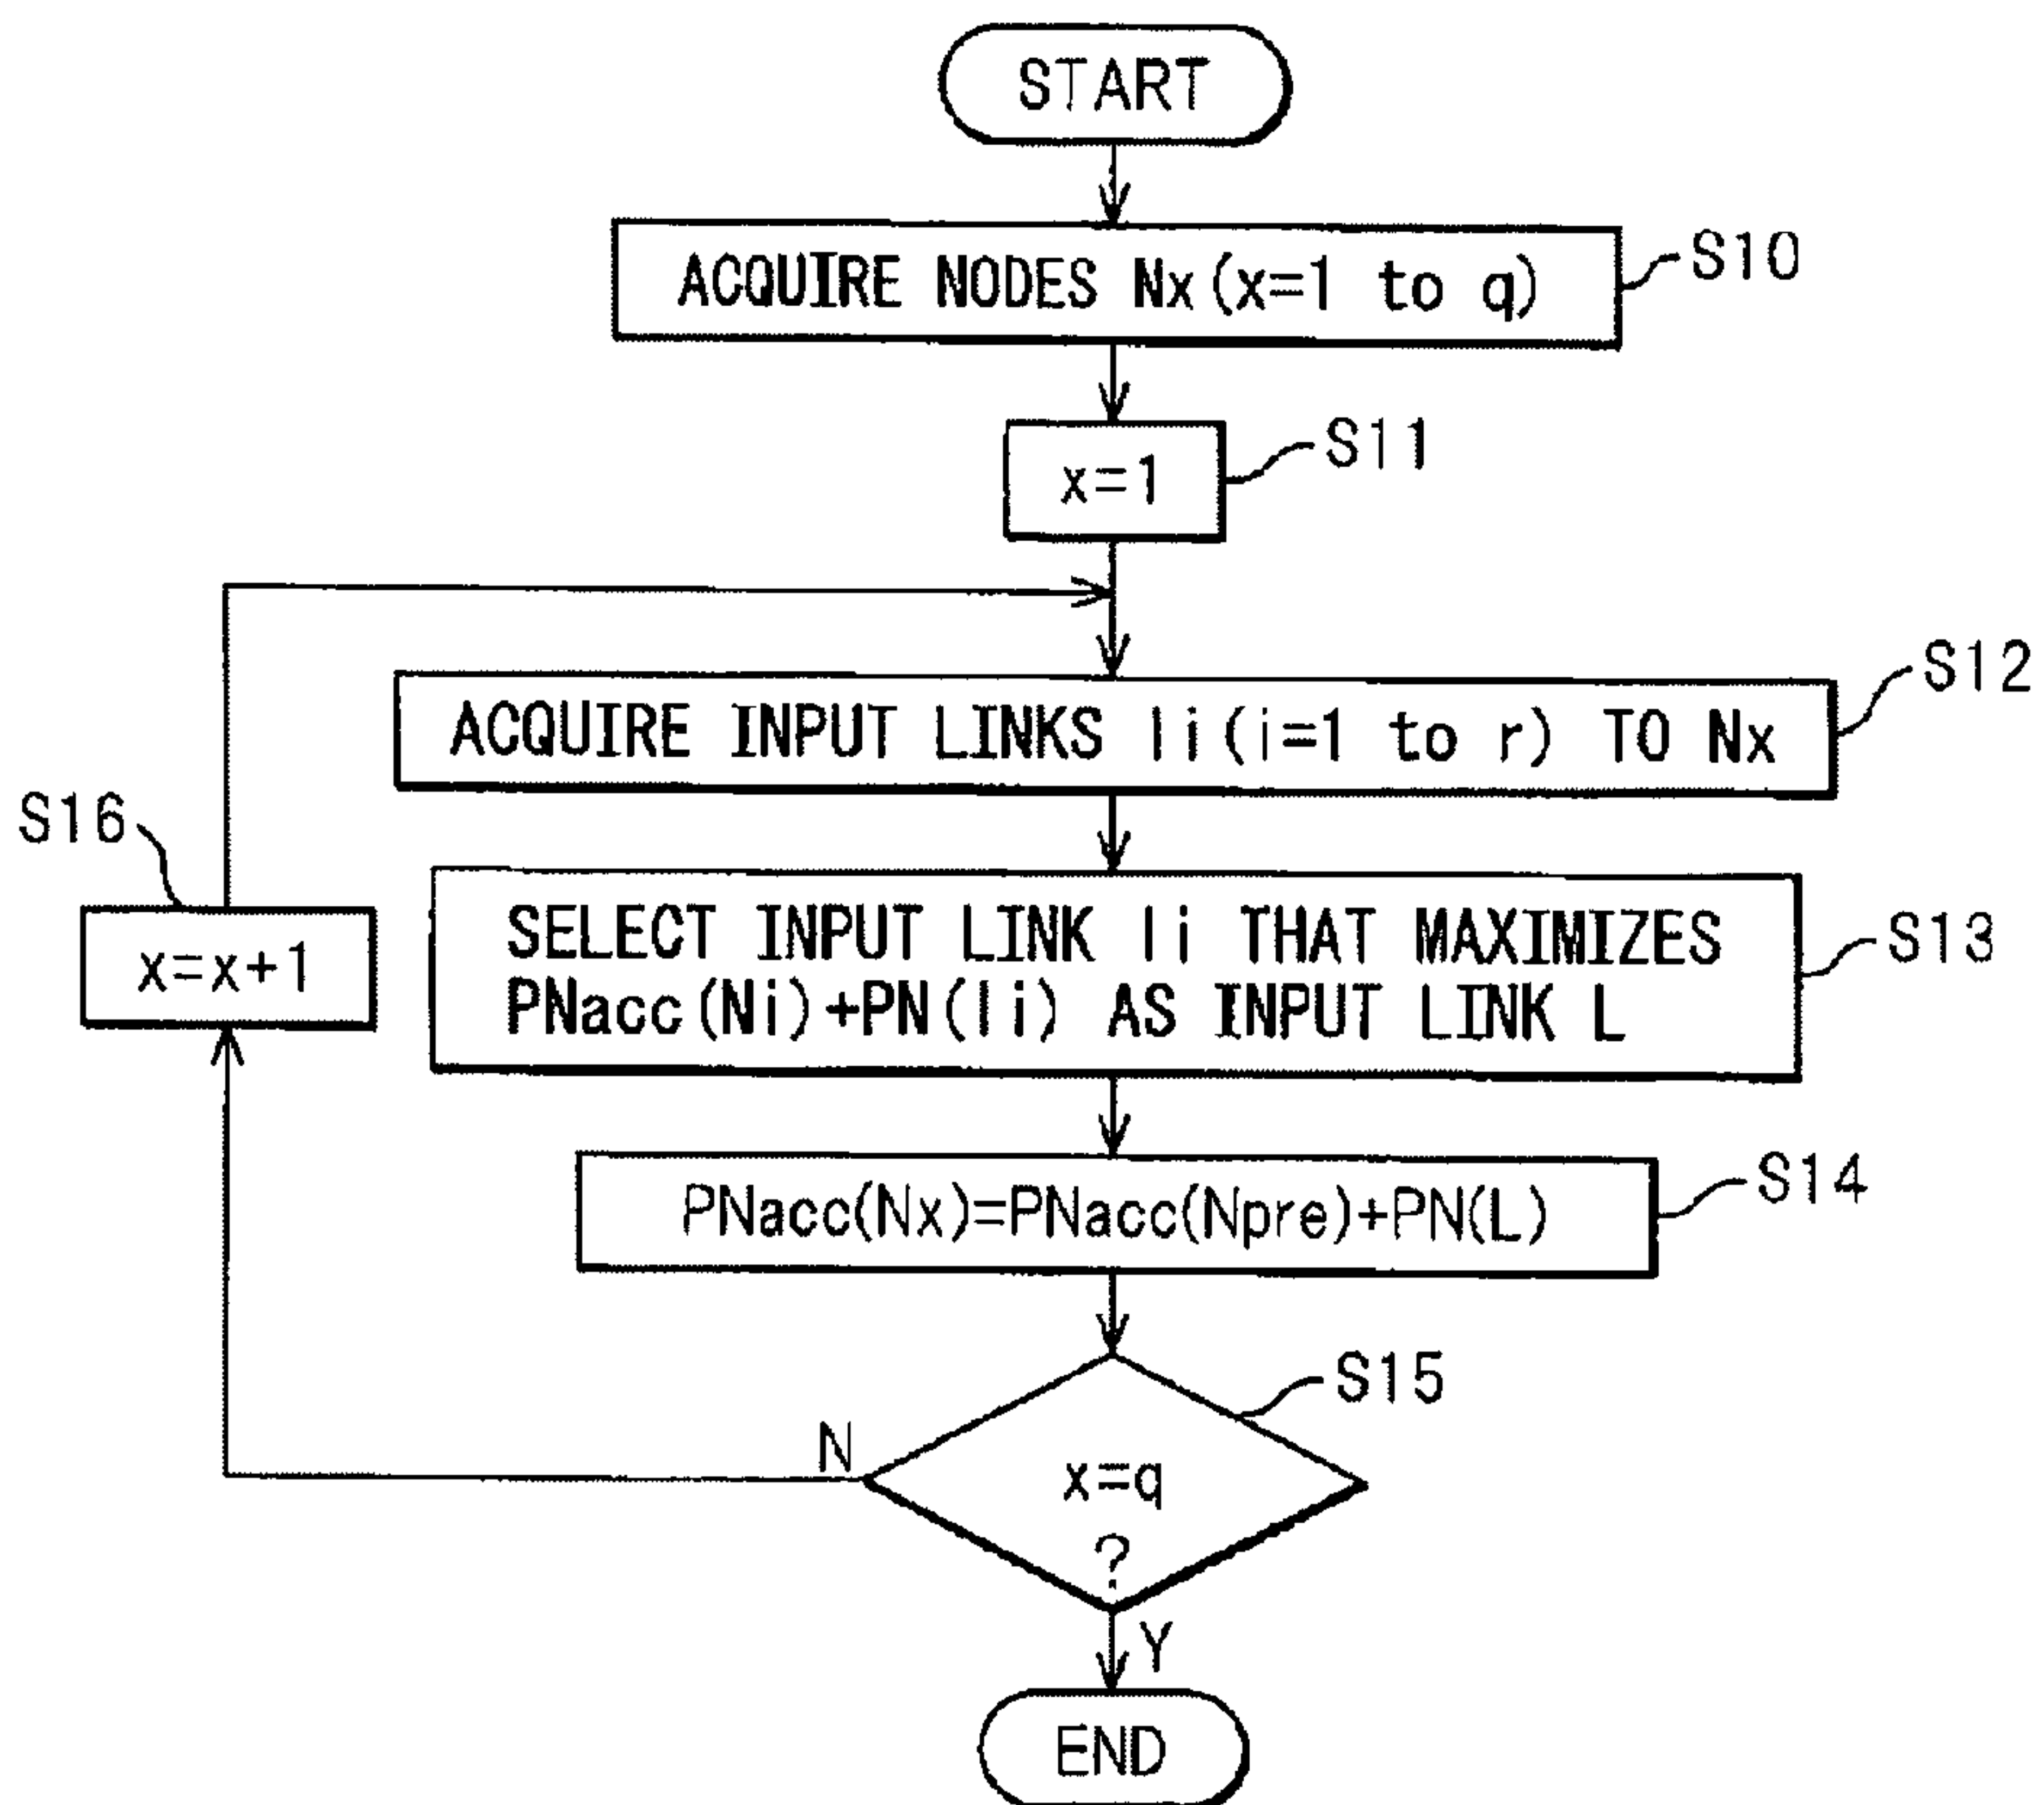 START
ACQUIRE NODES Nx(x=1 to q)
S10
x=1
S11
ACQUIRE INPUT LINKS li(i=1 to r) TO Nx
S12
S16
x=x+1
SELECT INPUT LINK li THAT MAXIMIZES
PNacc(Ni)+PN(li) AS INPUT LINK L
S13
PNacc(Nx)=PNacc(Npre)+PN(L)
S14
S15
N
x=q
?
Y
END